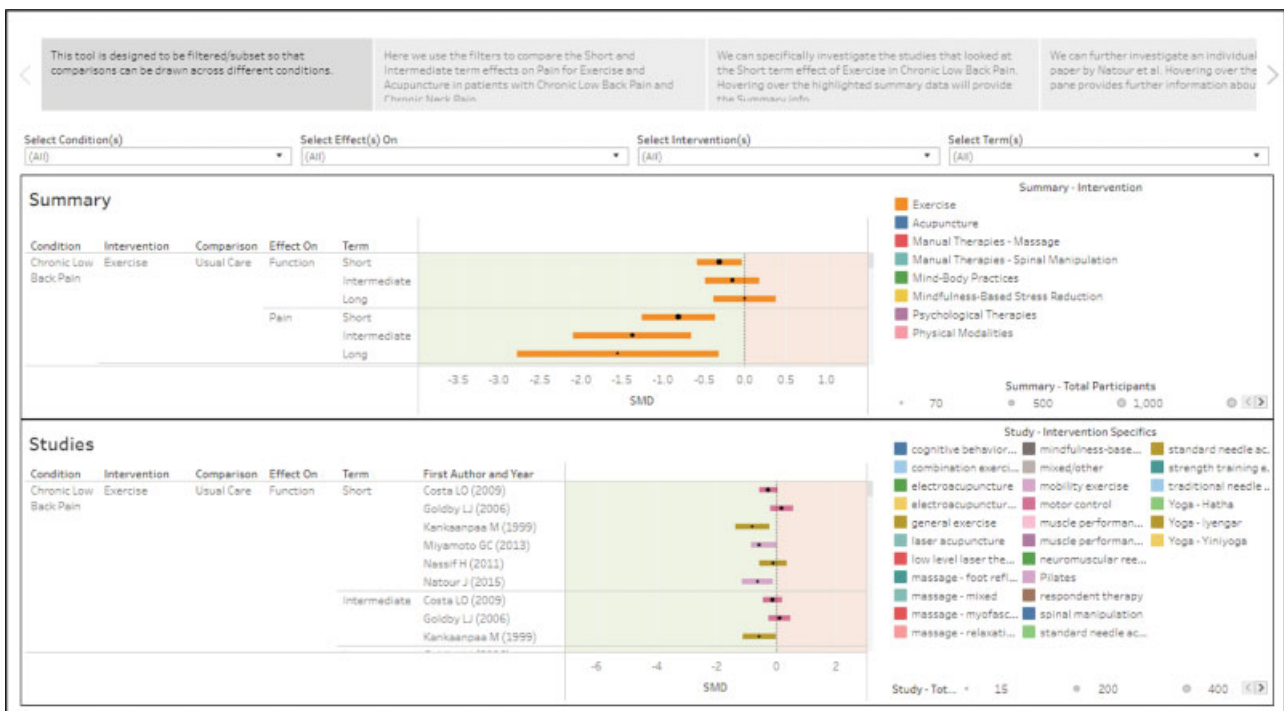 This tool is designed to be filtered/subset so that
comparisons can be drawn across different conditions.
Here we use the filters to compare the Short and
Intermediate term effects on Pain for Exercise and
Acupuncture in patients with Chronic Low Back Pain and
Chronic Neck Pain
We can specifically investigate the studies that looked at
the Short term effect of Exercise in Chronic Low Back Pain.
Hovering over the highlighted summary data will provide
the Summary info
We can further investigate an individual
paper by Natour et al. Hovering over the
pane provides further information about
Select Condition(s) Select Effect(s) On Select Intervention(s) Select Term(s)
(All) (All) (All) (All)
Summary
Condition Intervention Comparison Effect On Term
Chronic Low Exercise Usual Care Function Short
Back Pain Intermediate
Long
Pain Short
Intermediate
Long
-3.5 -3.0 -2.5 -2.0 -1.5 -1.0 -0.5 0.0 0.5 1.0
SMD
Summary - Intervention
Exercise
Acupuncture
Manual Therapies - Massage
Manual Therapies - Spinal Manipulation
Mind-Body Practices
Mindfulness-Based Stress Reduction
Psychological Therapies
Physical Modalities
Summary - Total Participants
70 500 1,000
Studies
Condition Intervention Comparison Effect On Term First Author and Year
Chronic Low Exercise Usual Care Function Short Costa LO (2009)
Back Pain Goldby LJ (2006)
Kankaanpaa M (1999)
Miyamoto GC (2013)
Nassif H (2011)
Natour J (2015)
Intermediate Costa LO (2009)
Goldby LJ (2006)
Kankaanpaa M (1999)
-6 -4 -2 0 2
SMD
Study - Intervention Specifics
cognitive behavior... mindfulness-base... standard needle ac.
combination exerci... mixed/other strength training e.
electroacupuncture mobility exercise traditional needle ..
electroacupunctur... motor control Yoga - Hatha
general exercise muscle performan... Yoga - Iyengar
laser acupuncture muscle performan... Yoga - Yiniyoga
low level laser the... neuromuscular ree...
massage - foot refl... Pilates
massage - mixed respondent therapy
massage - myofasc... spinal manipulation
massage - relaxati... standard needle ac...
Study - Tot... 15 200 400